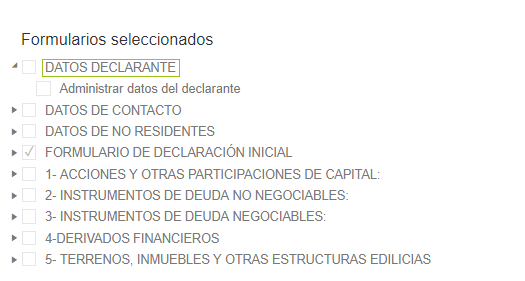 Formularios seleccionados
DATOS DECLARANTE
Administrar datos del declarante
DATOS DE CONTACTO
DATOS DE NO RESIDENTES
FORMULARIO DE DECLARACIÓN INICIAL
1- ACCIONES Y OTRAS PARTICIPACIONES DE CAPITAL:
2- INSTRUMENTOS DE DEUDA NO NEGOCIABLES:
3- INSTRUMENTOS DE DEUDA NEGOCIABLES:
4-DERIVADOS FINANCIEROS
5- TERRENOS, INMUEBLES Y OTRAS ESTRUCTURAS EDILICIAS